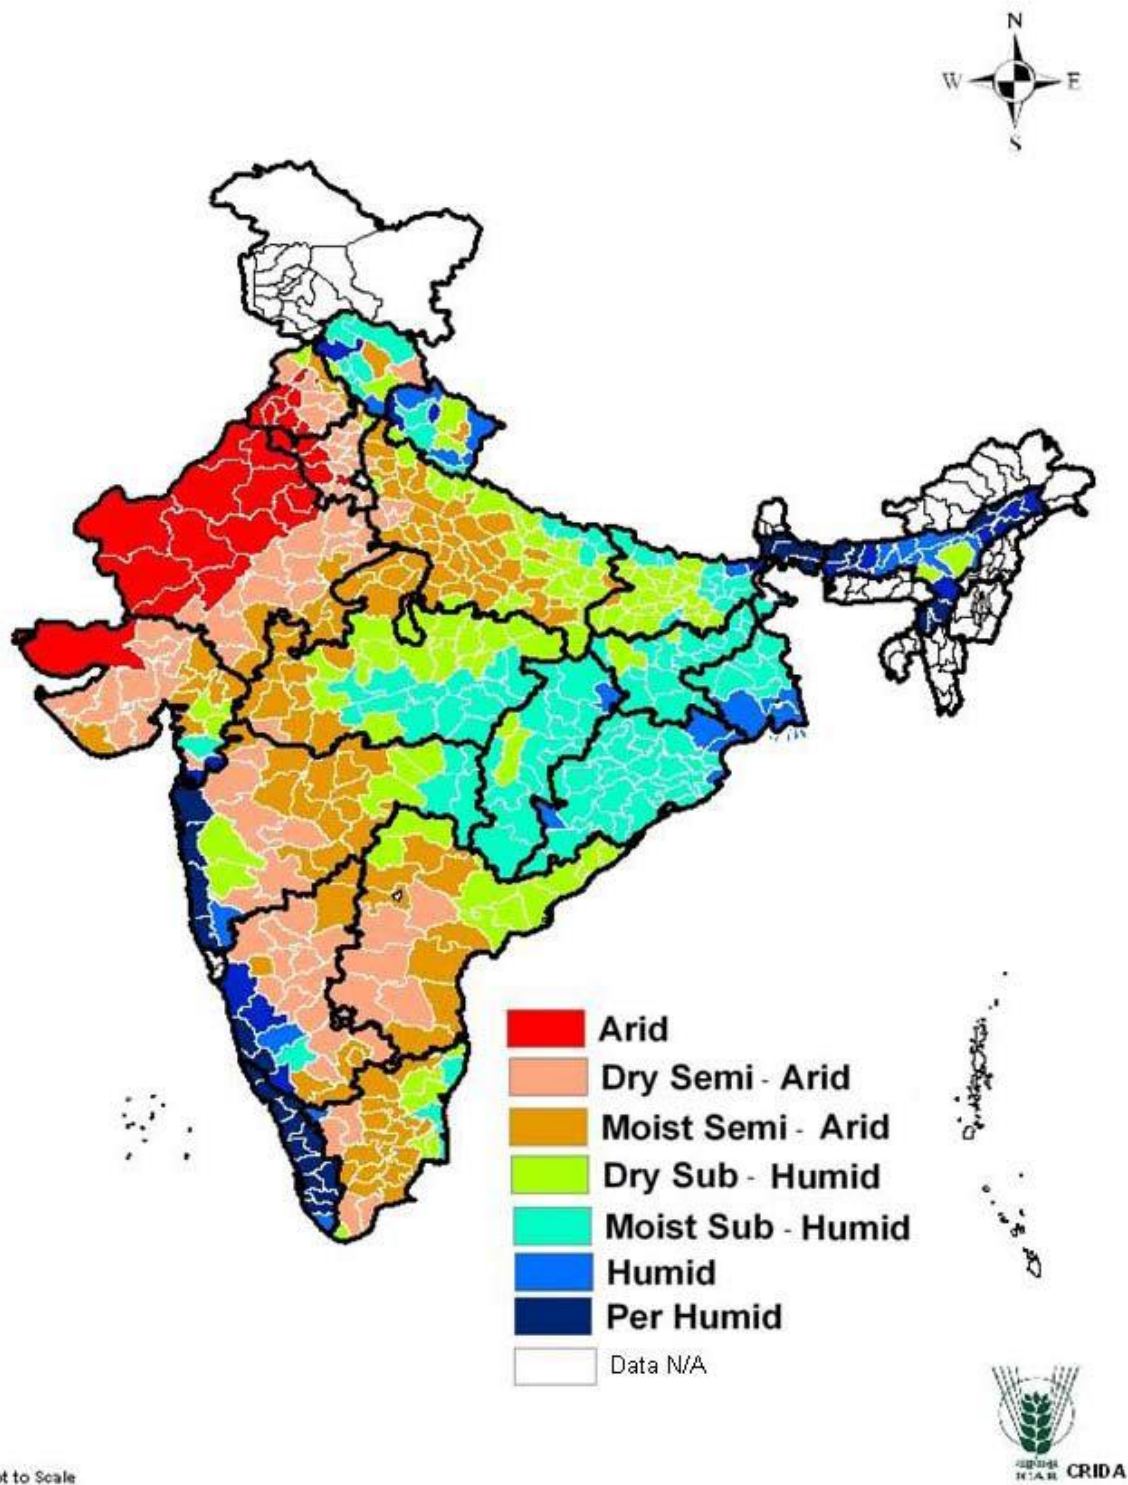 N
W E
S
Arid
Dry Semi - Arid
Moist Semi - Arid
Dry Sub - Humid
Moist Sub - Humid
Humid
Per Humid
Data N/A
CRIDA
to Scale